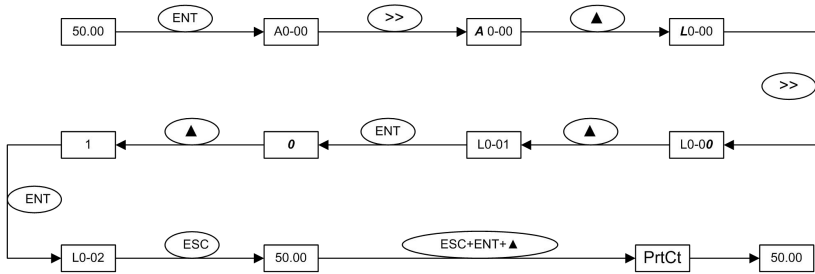 50.00 ENT A0-00 >> A 0-00 ▲ L0-00
>>
L0-00 ▲ L0-01 ENT 0 ▲ 1
ENT
L0-02 ESC 50.00 ESC+ENT+▲ PrtCt 50.00